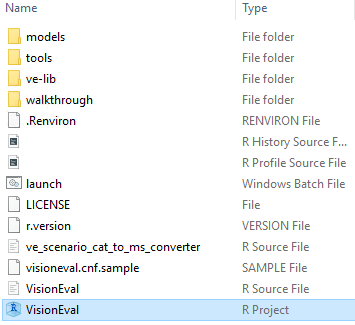 Name Type
models File folder
tools File folder
ve-lib File folder
walkthrough File folder
.Renviron RENVIRON File
R History Source F...
R Profile Source File
launch Windows Batch File
LICENSE File
r.version VERSION File
ve_scenario_cat_to_ms_converter R Source File
visioneval.cnf.sample SAMPLE File
VisionEval R Source File
VisionEval R Project